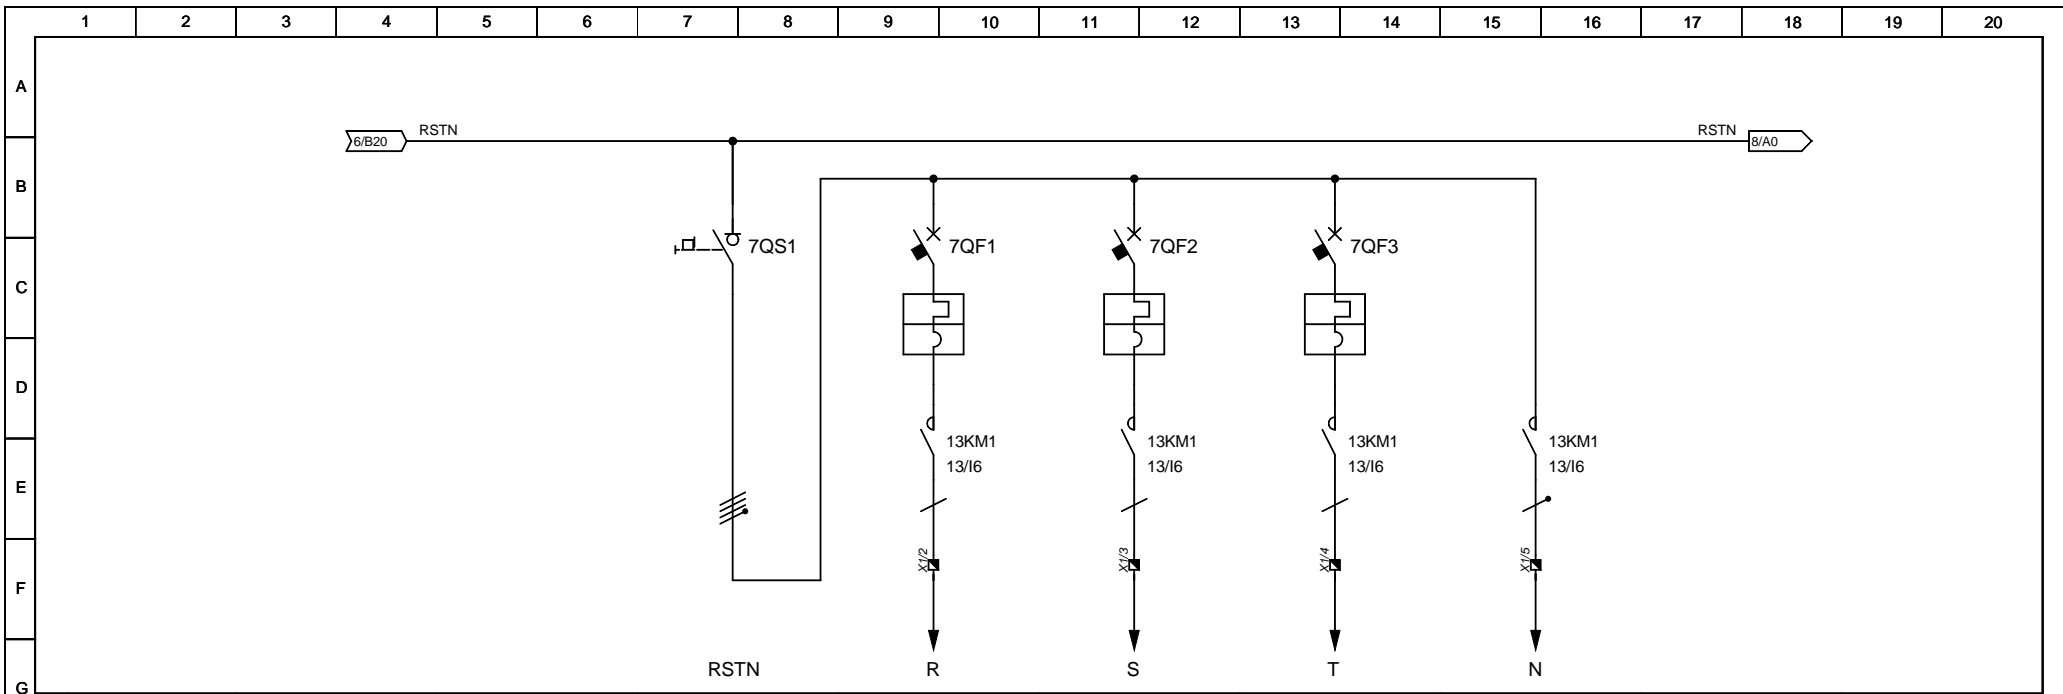 1 2 3 4 5 6 7 8 9 10 11 12 13 14 15 16 17 18 19 20
A
RSTN RSTN
6/B20 8/A0
B
7QS1 7QF1 7QF2 7QF3
C
D
13KM1 13KM1 13KM1 13KM1
13/I6 13/I6 13/I6 13/I6
E
X1/2 X1/3 X1/4 X1/5
F
RSTN R S T N
G